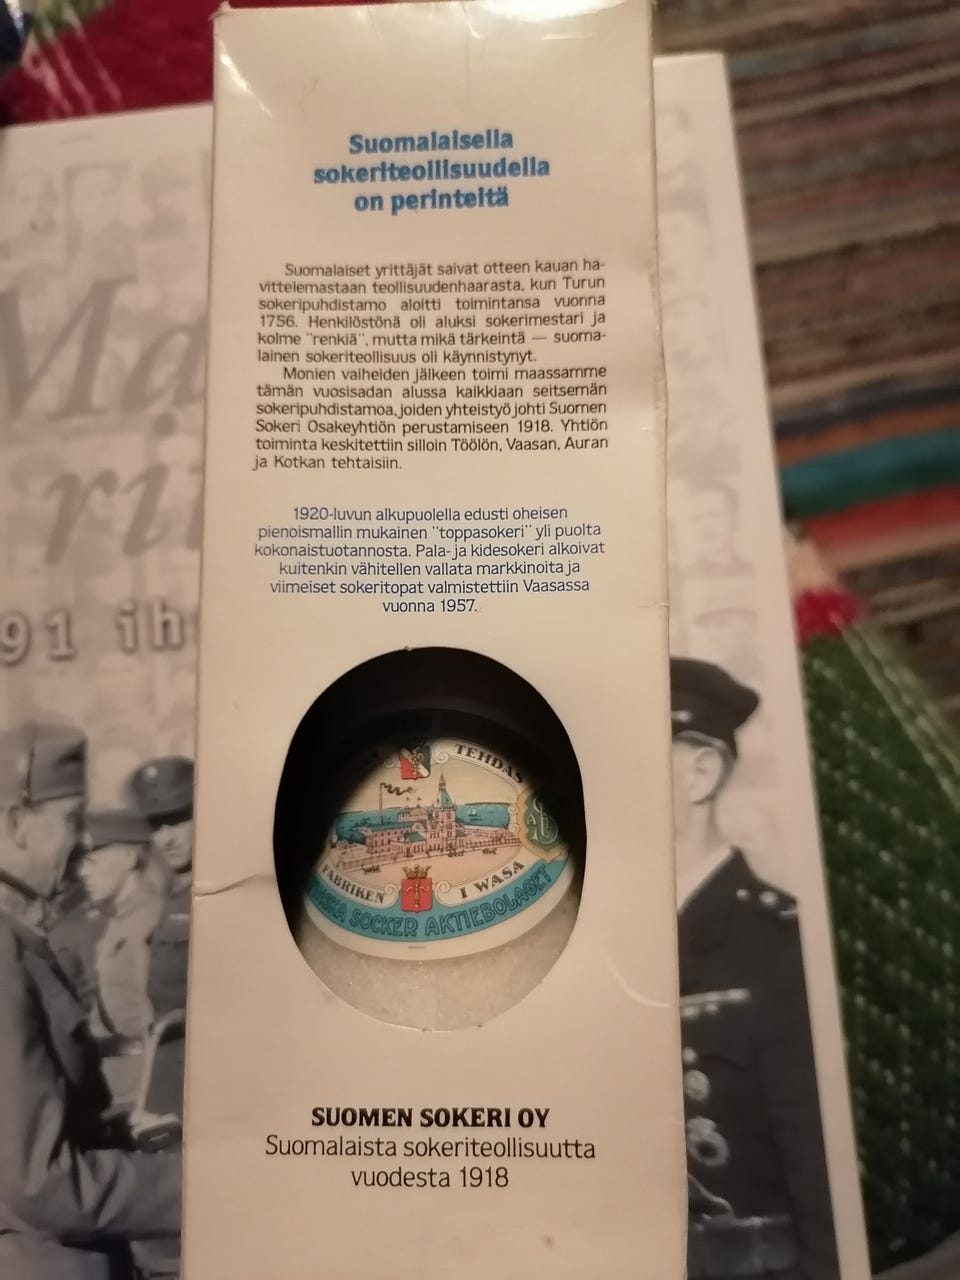 Suomalaisella
sokeriteollisuudella
on perinteitä
Suomalaiset yrittäjät saivat otteen kauan ha-
vittelemastaan teollisuudenhaarasta, kun Turun
sokeripuhdistamo aloitti toimintansa vuonna
1756. Henkilöstönä oli aluksi sokerimestari ja
kolme "renkiä", mutta mikä tärkeintä — suoma-
lainen sokeriteollisuus oli käynnistynyt.
Monien vaiheiden jälkeen toimi maassamme
tämän vuosisadan alussa kaikkiaan seitsemän
sokeripuhdistamoa, joiden yhteistyö johti Suomen
Sokeri Osakeyhtiön perustamiseen 1918. Yhtiön
toiminta keskitettiin silloin Töölön, Vaasan, Auran
ja Kotkan tehtaisiin.
1920-luvun alkupuolella edusti oheisen
pienoismallin mukainen "toppasokeri" yli puolta
kokonaistuotannosta. Pala- ja kidesokeri alkoivat
kuitenkin vähitellen vallata markkinoita ja
viimeiset sokeritopat valmistettiin Vaasassa
vuonna 1957.
TEHDAS
FABRIKEN I WASA
SOCKER AKTIEBOLAGET
SUOMEN SOKERI OY
Suomalaista sokeriteollisuutta
vuodesta 1918
Ma
ri
91 ih